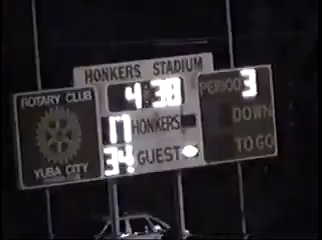 HONKERS STADIUM
ROTARY CLUB
YUBA CITY
4:38
17 HONKERS
34 GUEST
PERIOD 3
DOWN
TO GO